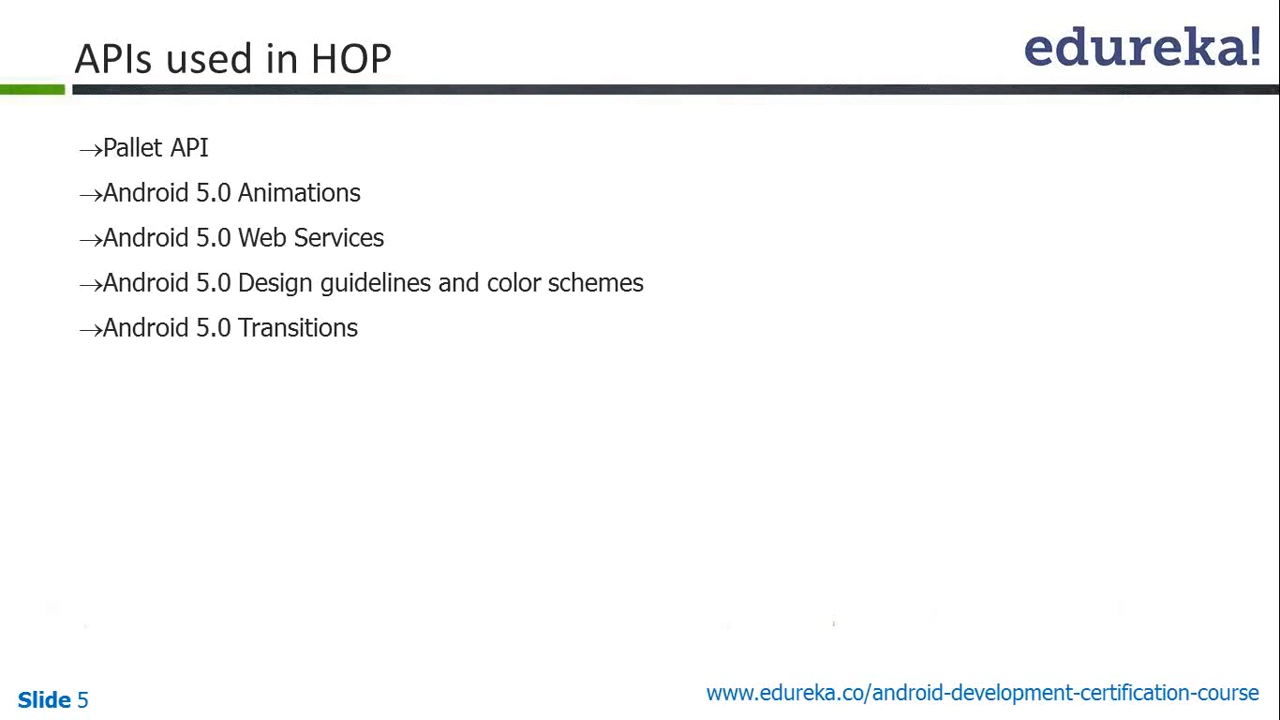 APIs used in HOP
edureka!
→Pallet API
→Android 5.0 Animations
→Android 5.0 Web Services
→Android 5.0 Design guidelines and color schemes
→Android 5.0 Transitions
Slide 5
www.edureka.co/android-development-certification-course